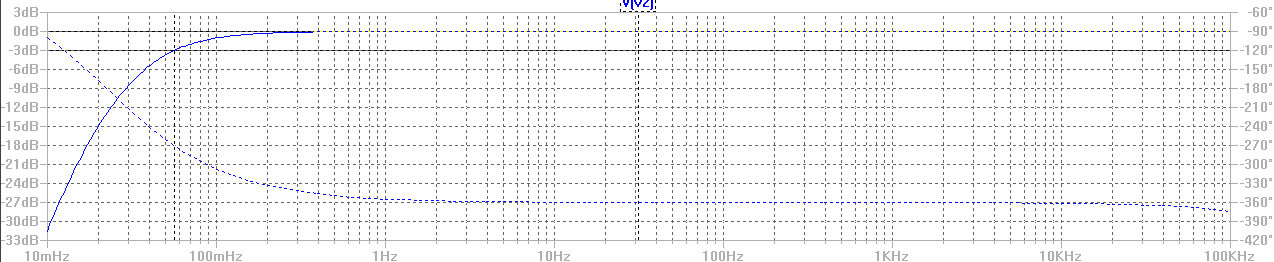 V(V2)
3dB
0dB
-3dB
-6dB
-9dB
-12dB
-15dB
-18dB
-21dB
-24dB
-27dB
-30dB
-33dB
-60°
-90°
-120°
-150°
-180°
-210°
-240°
-270°
-300°
-330°
-360°
-390°
-420°
10mHz 100mHz 1Hz 10Hz 100Hz 1KHz 10KHz 100KHz